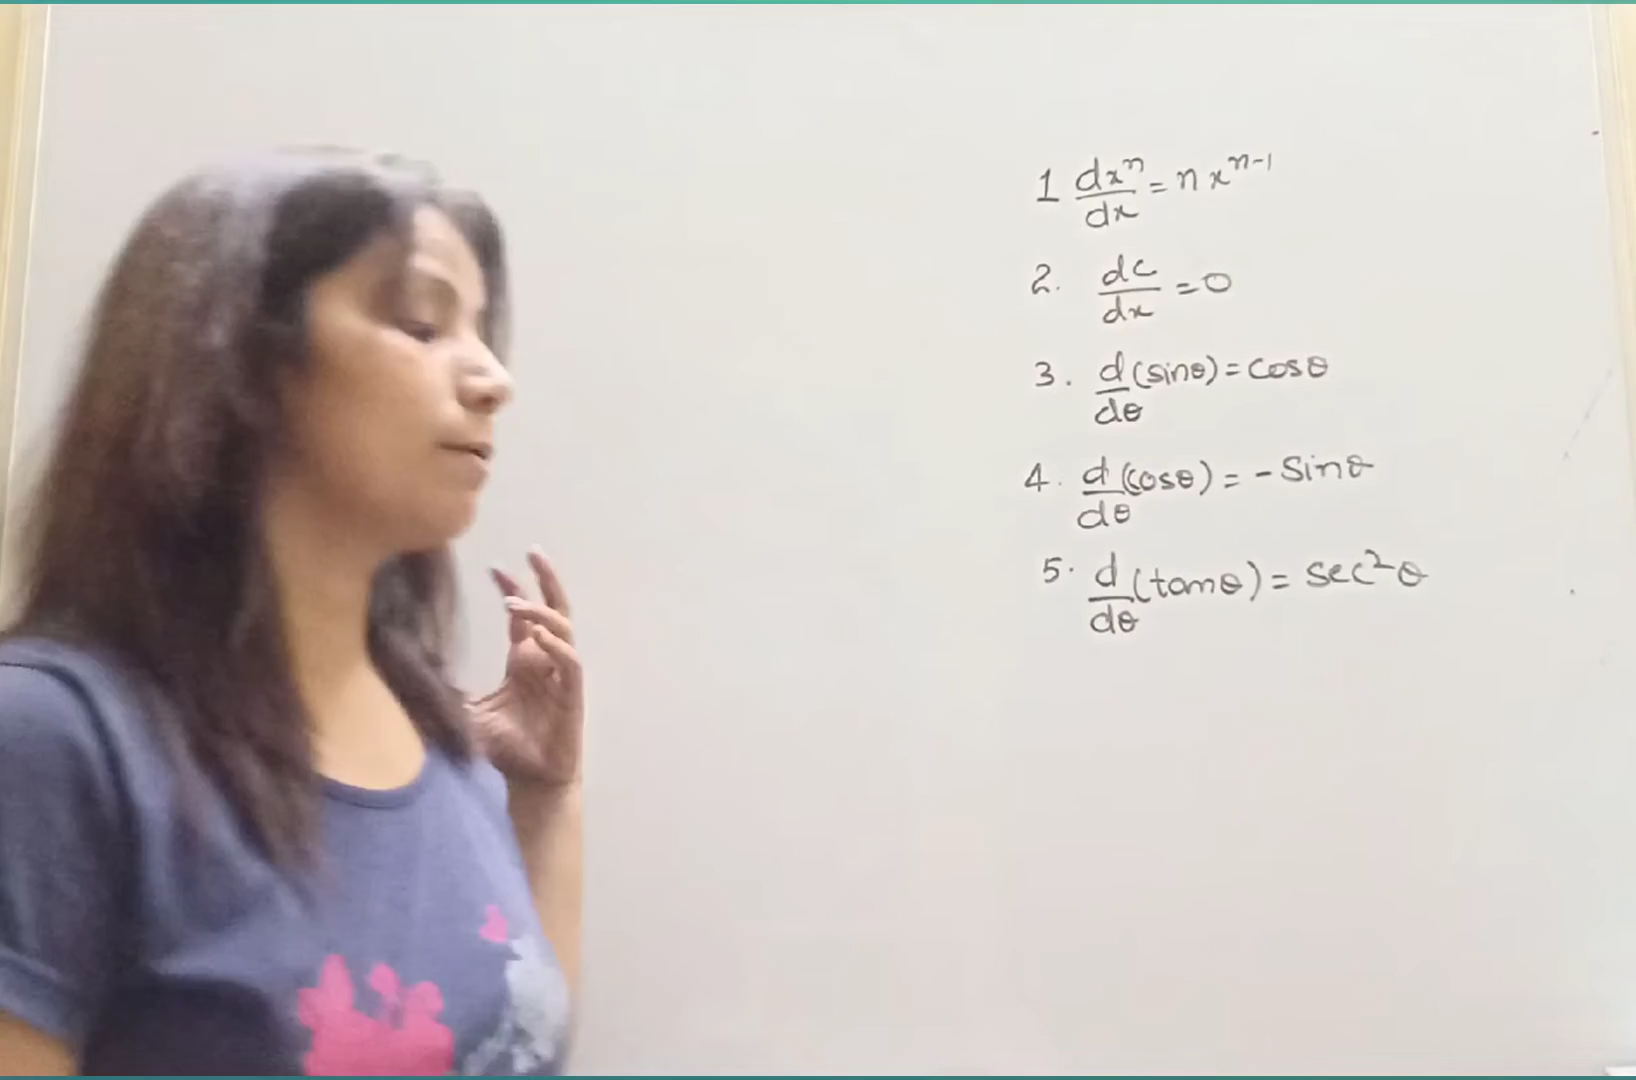 1 dxⁿ/dx = n xⁿ⁻¹
2. dc/dx = 0
3. d/dθ (sinθ) = cosθ
4. d/dθ (cosθ) = - Sinθ
5. d/dθ (tanθ) = sec²θ